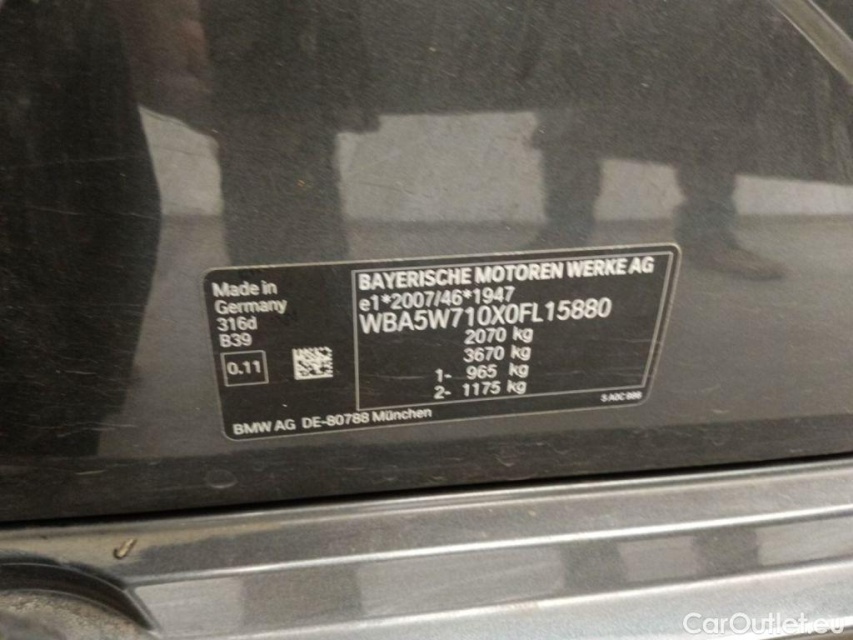 Made in
Germany
316d
B39
0.11
BAYERISCHE MOTOREN WERKE AG
e1*2007/46*1947
WBA5W710X0FL15880
2070 kg
3670 kg
1- 965 kg
2- 1175 kg
BMW AG DE-80788 München
CarOutlet.eu